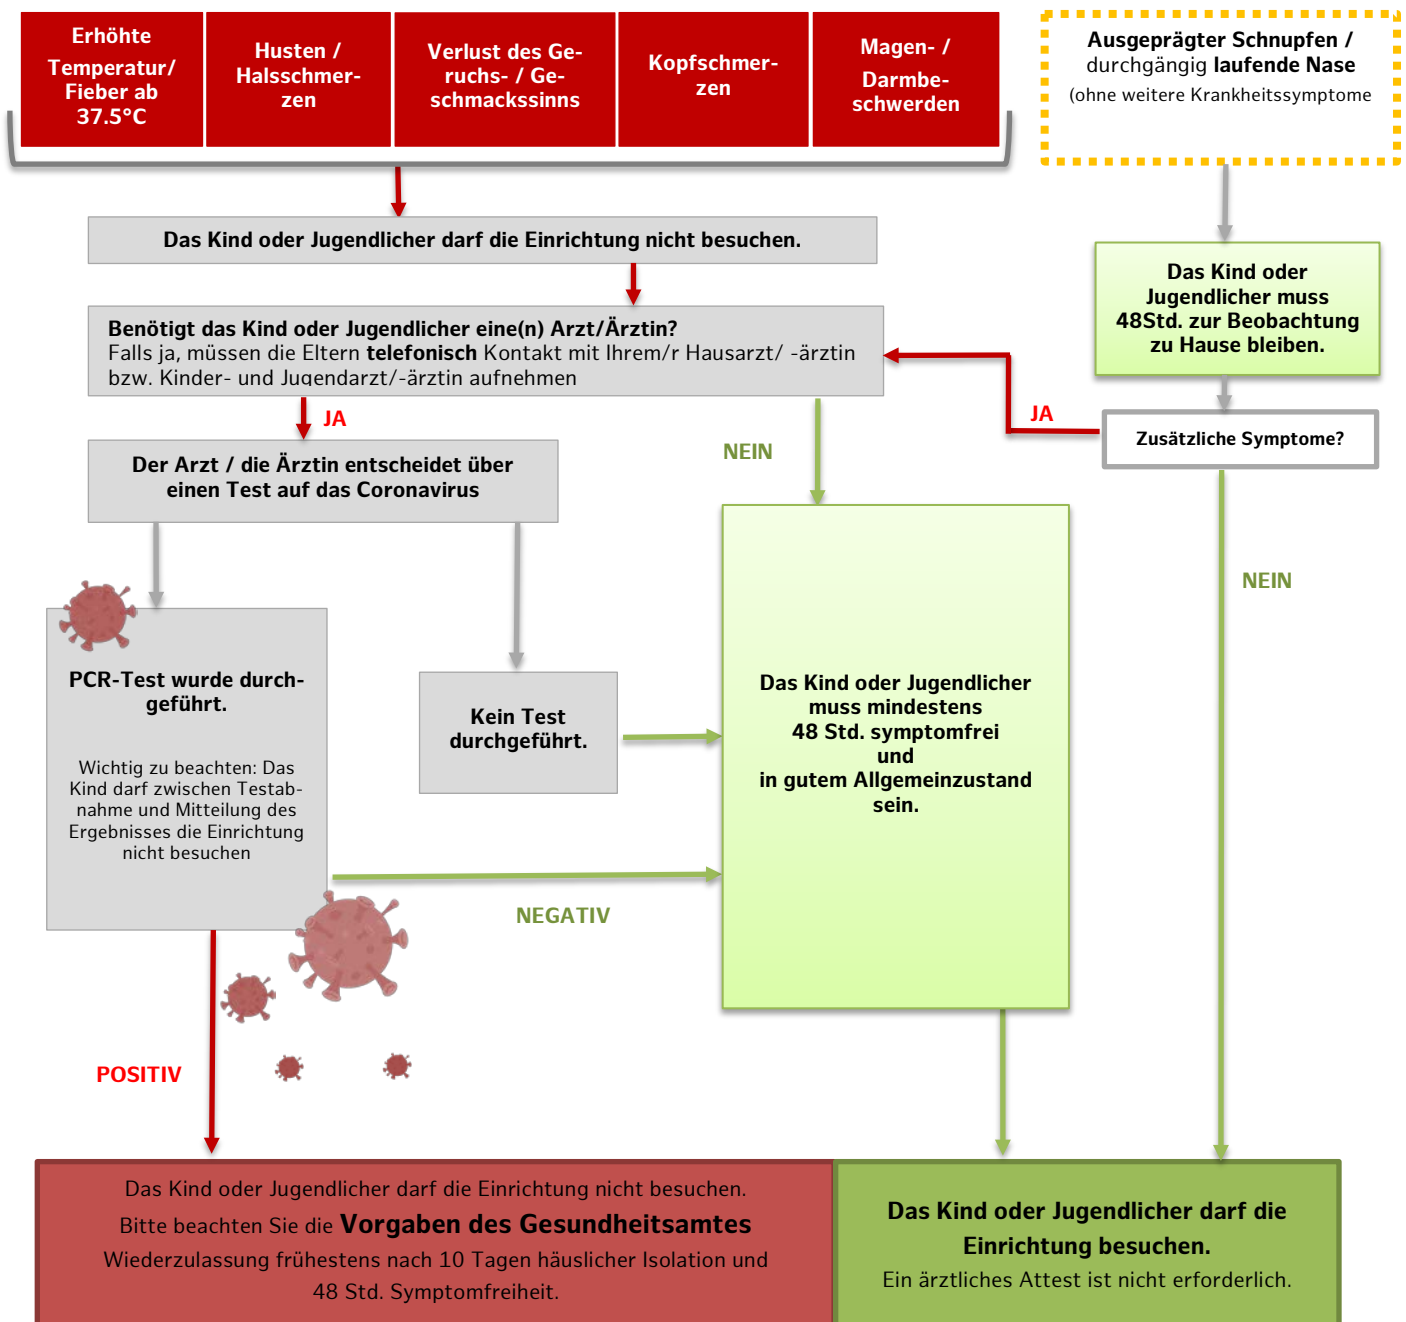 Erhöhte
Temperatur/
Fieber ab
37.5°C
Husten /
Halsschmer-
zen
Verlust des Ge-
ruchs- / Ge-
schmackssinns
Kopfschmer-
zen
Magen- /
Darmbe-
schwerden
Ausgeprägter Schnupfen /
durchgängig laufende Nase
(ohne weitere Krankheitssymptome
Das Kind oder Jugendlicher darf die Einrichtung nicht besuchen.
Das Kind oder
Jugendlicher muss
48Std. zur Beobachtung
zu Hause bleiben.
Benötigt das Kind oder Jugendlicher eine(n) Arzt/Ärztin?
Falls ja, müssen die Eltern telefonisch Kontakt mit Ihrem/r Hausarzt/ -ärztin
bzw. Kinder- und Jugendarzt/-ärztin aufnehmen
JA
JA
Zusätzliche Symptome?
Der Arzt / die Ärztin entscheidet über
einen Test auf das Coronavirus
NEIN
NEIN
PCR-Test wurde durch-
geführt.
Wichtig zu beachten: Das
Kind darf zwischen Testab-
nahme und Mitteilung des
Ergebnisses die Einrichtung
nicht besuchen
Kein Test
durchgeführt.
Das Kind oder Jugendlicher
muss mindestens
48 Std. symptomfrei
und
in gutem Allgemeinzustand
sein.
NEGATIV
POSITIV
Das Kind oder Jugendlicher darf die Einrichtung nicht besuchen.
Bitte beachten Sie die Vorgaben des Gesundheitsamtes
Wiederzulassung frühestens nach 10 Tagen häuslicher Isolation und
48 Std. Symptomfreiheit.
Das Kind oder Jugendlicher darf die
Einrichtung besuchen.
Ein ärztliches Attest ist nicht erforderlich.